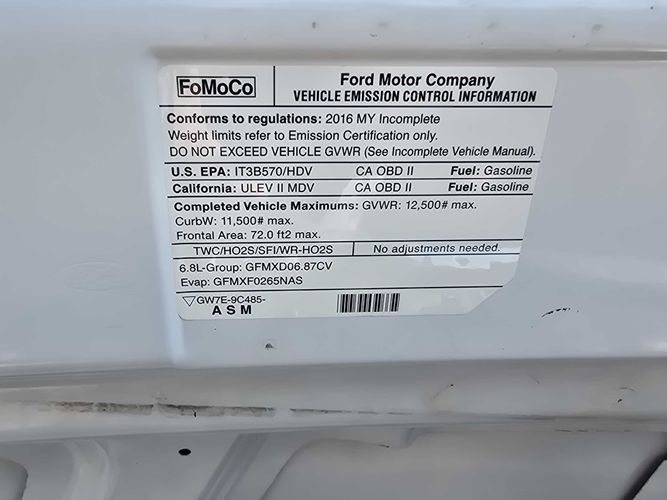 FoMoCo
Ford Motor Company
VEHICLE EMISSION CONTROL INFORMATION
Conforms to regulations: 2016 MY Incomplete
Weight limits refer to Emission Certification only.
DO NOT EXCEED VEHICLE GVWR (See Incomplete Vehicle Manual).
U.S. EPA: IT3B570/HDV CA OBD II Fuel: Gasoline
California: ULEV II MDV CA OBD II Fuel: Gasoline
Completed Vehicle Maximums: GVWR: 12,500# max.
CurbW: 11,500# max.
Frontal Area: 72.0 ft2 max.
TWC/HO2S/SFI/WR-HO2S No adjustments needed.
6.8L-Group: GFMXD06.87CV
Evap: GFMXF0265NAS
▽GW7E-9C485-
ASM